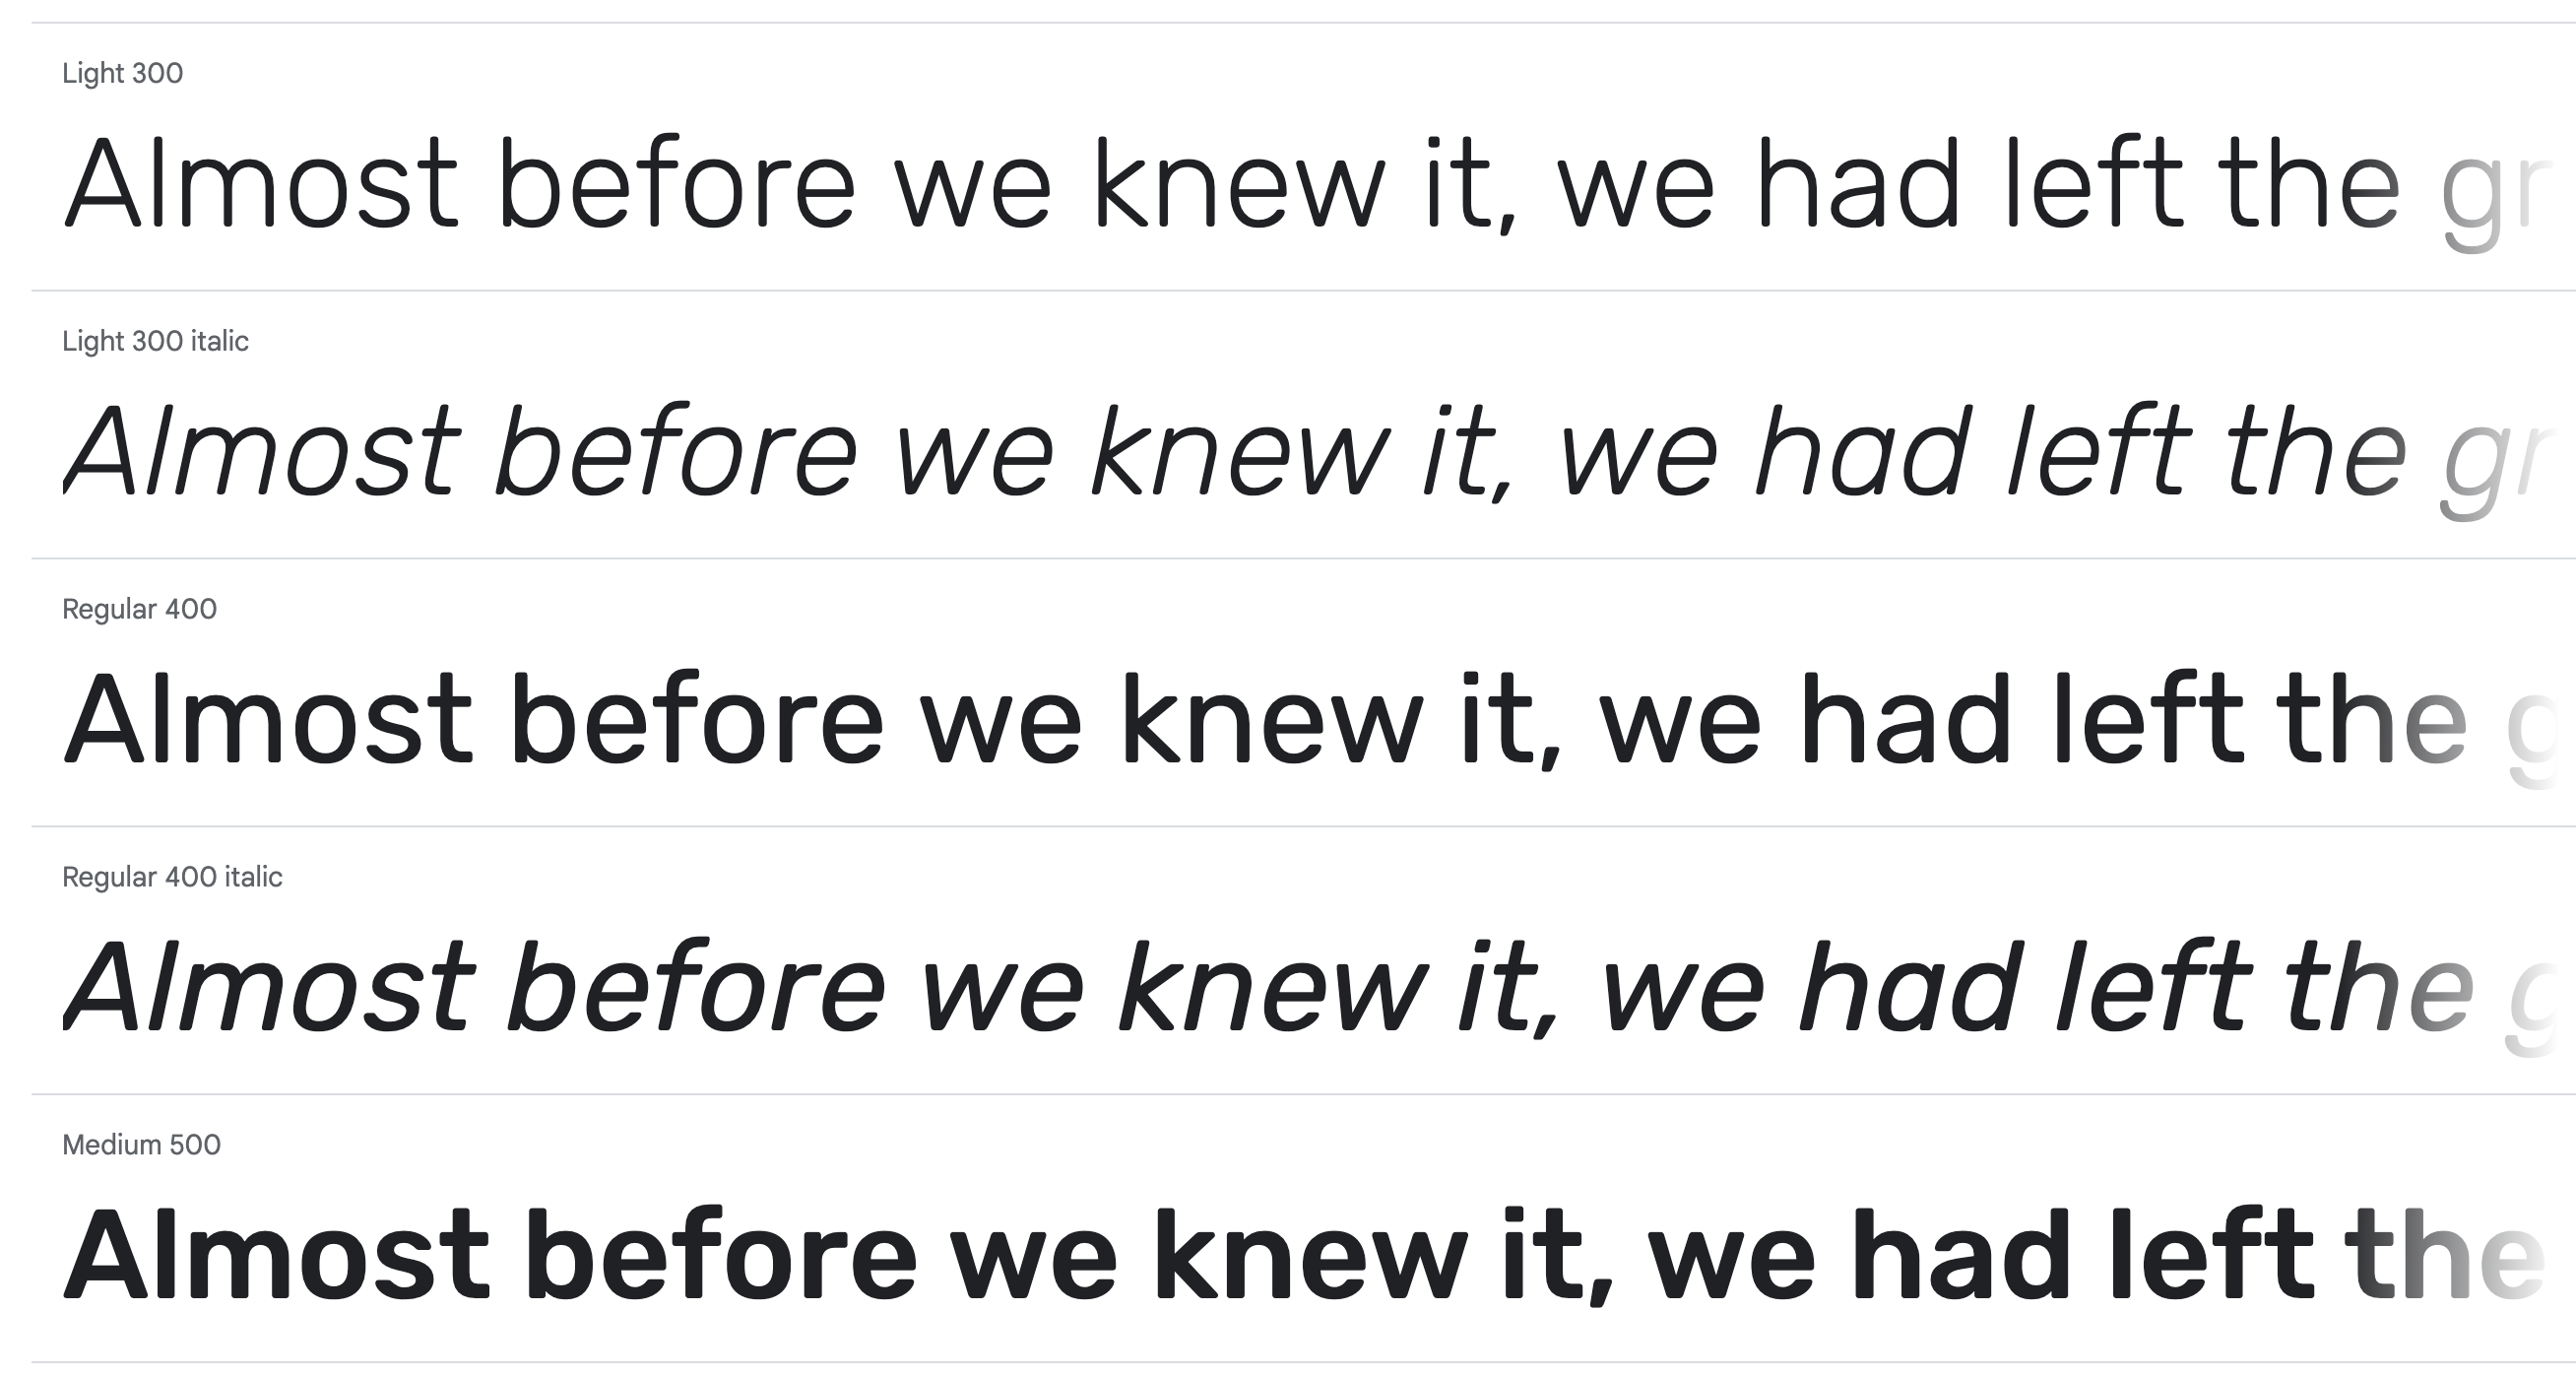 Light 300
Almost before we knew it, we had left the gr
Light 300 italic
Almost before we knew it, we had left the gr
Regular 400
Almost before we knew it, we had left the g
Regular 400 italic
Almost before we knew it, we had left the g
Medium 500
Almost before we knew it, we had left the